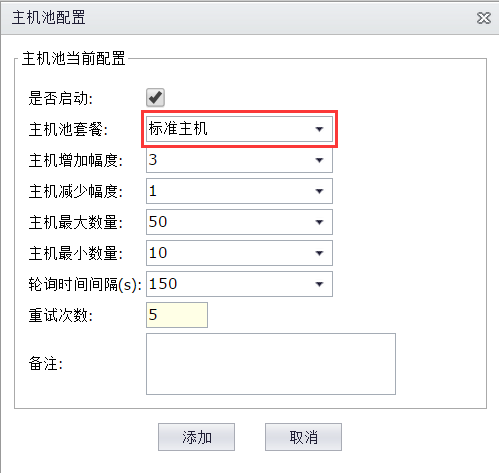 主机池配置
主机池当前配置
是否启动:
主机池套餐: 标准主机
主机增加幅度: 3
主机减少幅度: 1
主机最大数量: 50
主机最小数量: 10
轮询时间间隔(s): 150
重试次数: 5
备注:
添加 取消